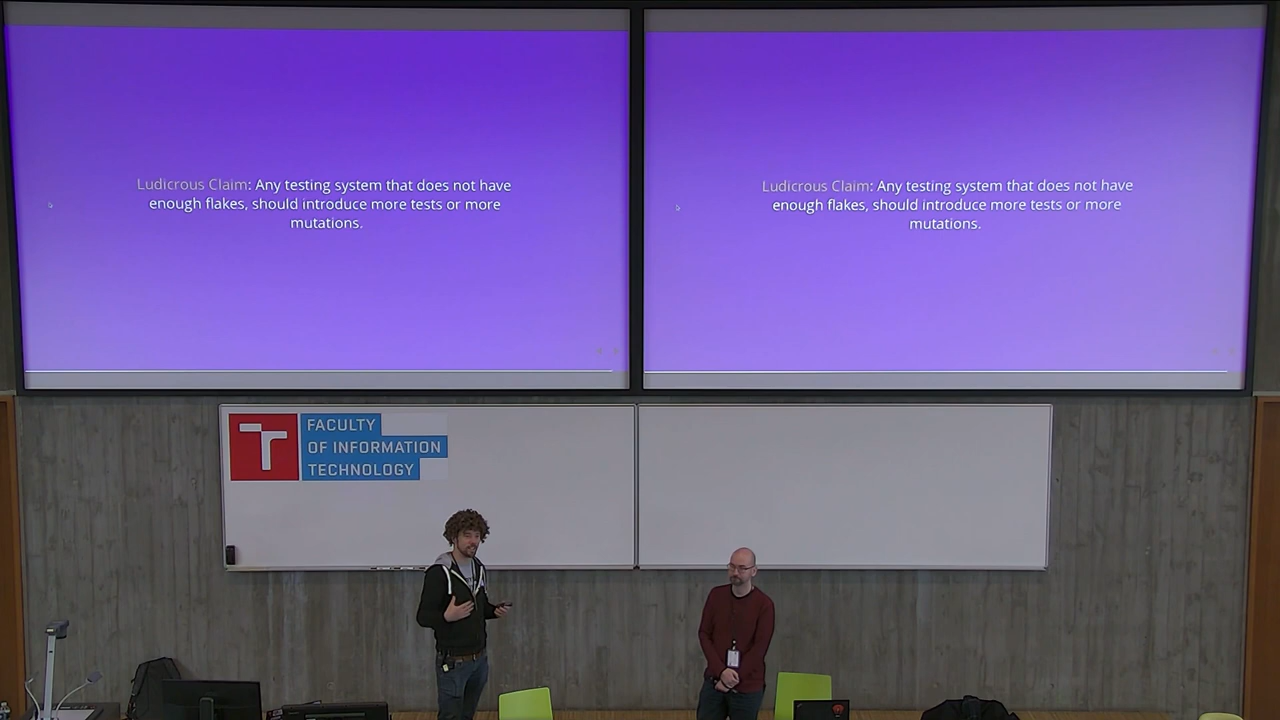 Ludicrous Claim: Any testing system that does not have
enough flakes, should introduce more tests or more
mutations.
Ludicrous Claim: Any testing system that does not have
enough flakes, should introduce more tests or more
mutations.
T
FACULTY
OF INFORMATION
TECHNOLOGY